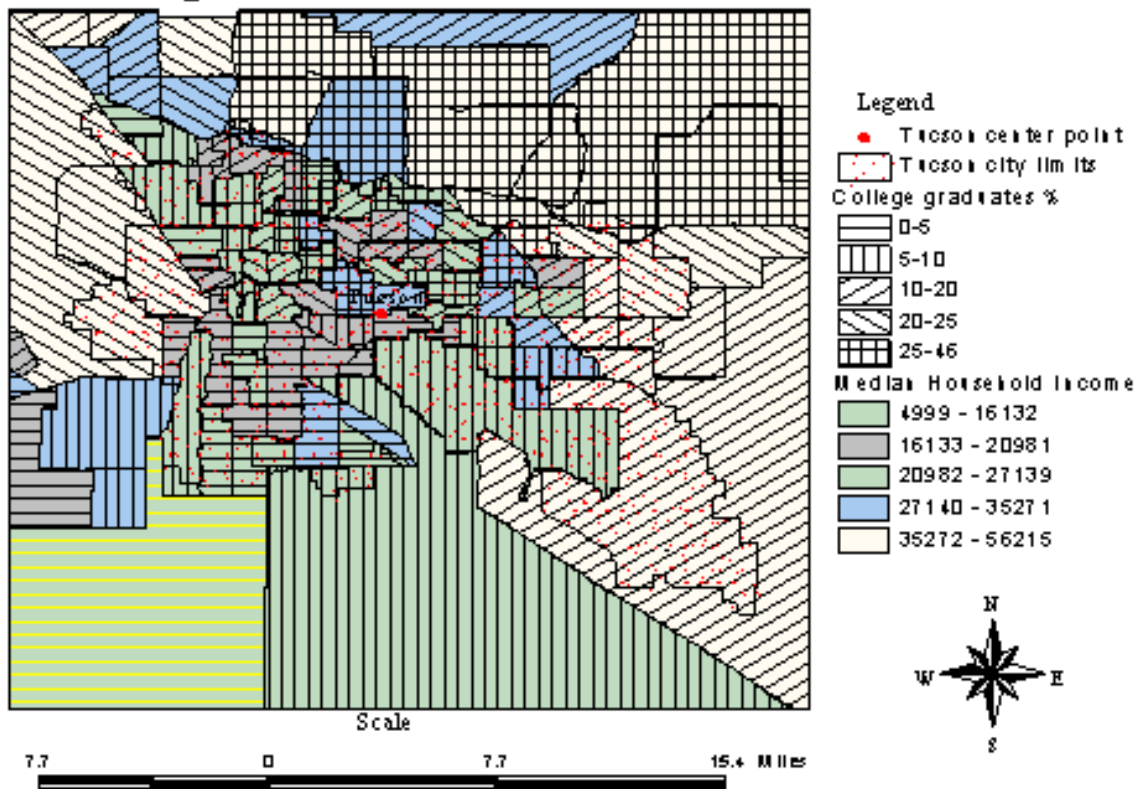 Legend
Tucson center point
Tucson city limits
College graduates %
0-5
5-10
10-20
20-25
25-46
Median Household Income
4999 - 16132
16133 - 20981
20982 - 27139
27140 - 35271
35272 - 56215
Tucson
N
W E
S
Scale
7.7 0 7.7 15.4 Miles